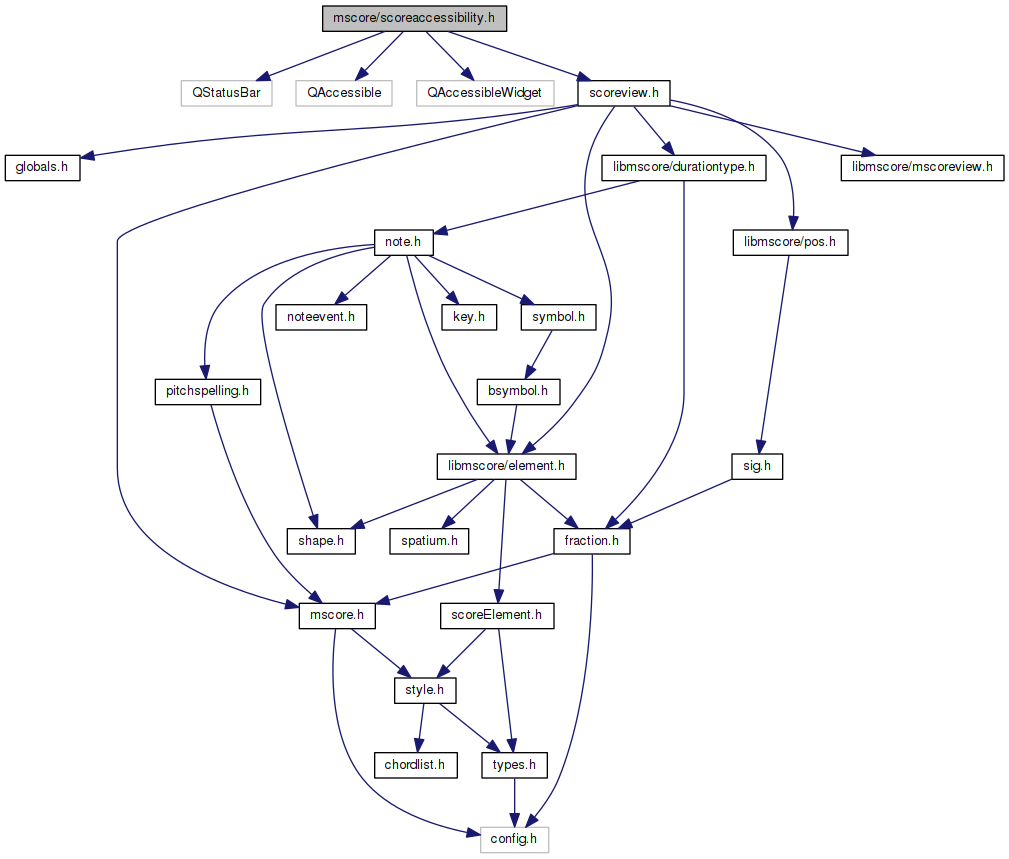 mscore/scoreaccessibility.h
QStatusBar
QAccessible
QAccessibleWidget
scoreview.h
globals.h
libmscore/durationtype.h
libmscore/mscoreview.h
note.h
libmscore/pos.h
noteevent.h
key.h
symbol.h
pitchspelling.h
bsymbol.h
libmscore/element.h
sig.h
shape.h
spatium.h
fraction.h
mscore.h
scoreElement.h
style.h
chordlist.h
types.h
config.h